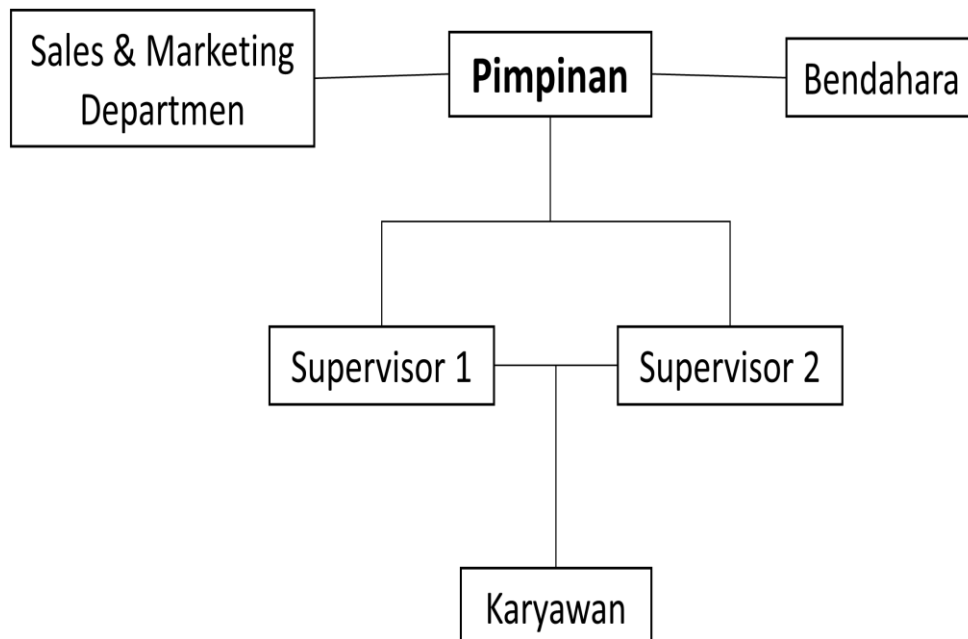 Sales & Marketing
Departmen
Pimpinan
Bendahara
Supervisor 1
Supervisor 2
Karyawan